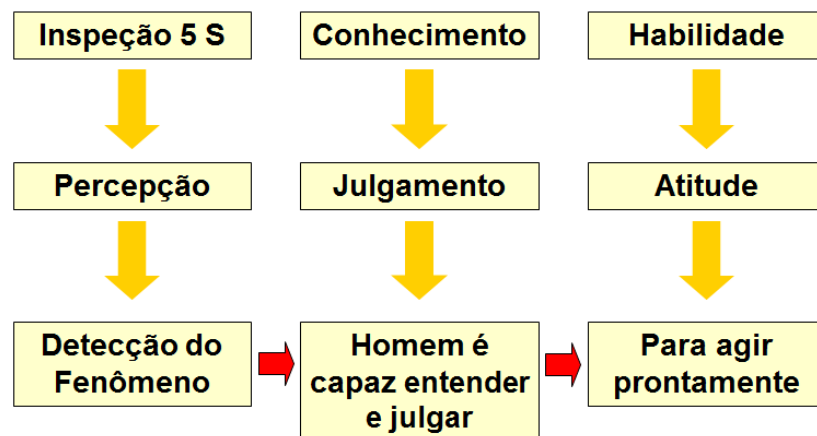 Inspeção 5 S
Conhecimento
Habilidade
Percepção
Julgamento
Atitude
Detecção do
Fenômeno
Homem é
capaz entender
e julgar
Para agir
prontamente